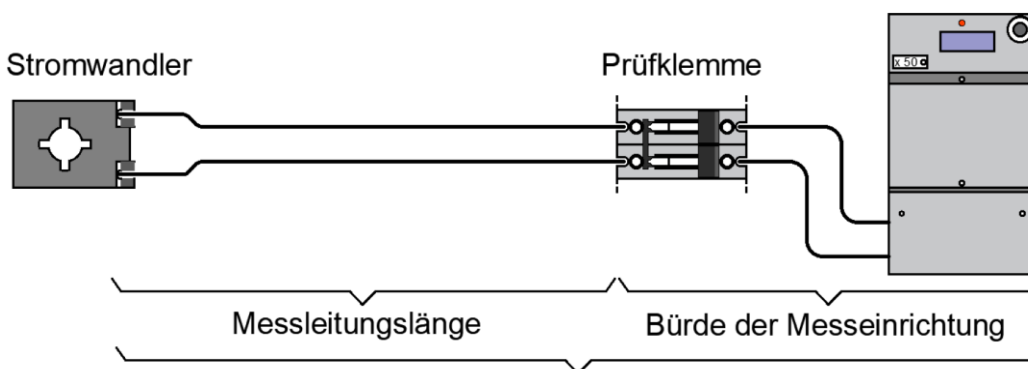 Stromwandler
Prüfklemme
x 50
Messleitungslänge
Bürde der Messeinrichtung